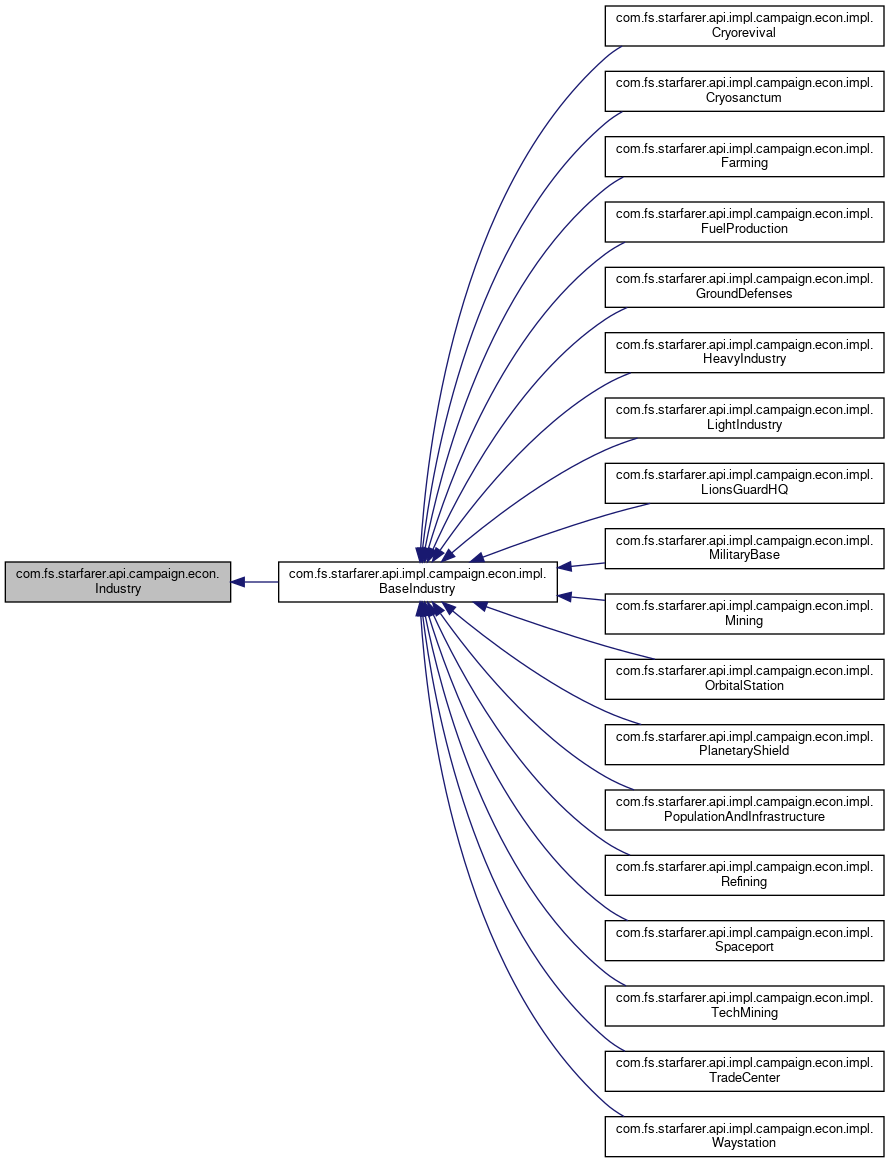 com.fs.starfarer.api.impl.campaign.econ.impl.
Cryorevival
com.fs.starfarer.api.impl.campaign.econ.impl.
Cryosanctum
com.fs.starfarer.api.impl.campaign.econ.impl.
Farming
com.fs.starfarer.api.impl.campaign.econ.impl.
FuelProduction
com.fs.starfarer.api.impl.campaign.econ.impl.
GroundDefenses
com.fs.starfarer.api.impl.campaign.econ.impl.
HeavyIndustry
com.fs.starfarer.api.impl.campaign.econ.impl.
LightIndustry
com.fs.starfarer.api.impl.campaign.econ.impl.
LionsGuardHQ
com.fs.starfarer.api.impl.campaign.econ.impl.
MilitaryBase
com.fs.starfarer.api.campaign.econ.
Industry
com.fs.starfarer.api.impl.campaign.econ.impl.
BaseIndustry
com.fs.starfarer.api.impl.campaign.econ.impl.
Mining
com.fs.starfarer.api.impl.campaign.econ.impl.
OrbitalStation
com.fs.starfarer.api.impl.campaign.econ.impl.
PlanetaryShield
com.fs.starfarer.api.impl.campaign.econ.impl.
PopulationAndInfrastructure
com.fs.starfarer.api.impl.campaign.econ.impl.
Refining
com.fs.starfarer.api.impl.campaign.econ.impl.
Spaceport
com.fs.starfarer.api.impl.campaign.econ.impl.
TechMining
com.fs.starfarer.api.impl.campaign.econ.impl.
TradeCenter
com.fs.starfarer.api.impl.campaign.econ.impl.
Waystation